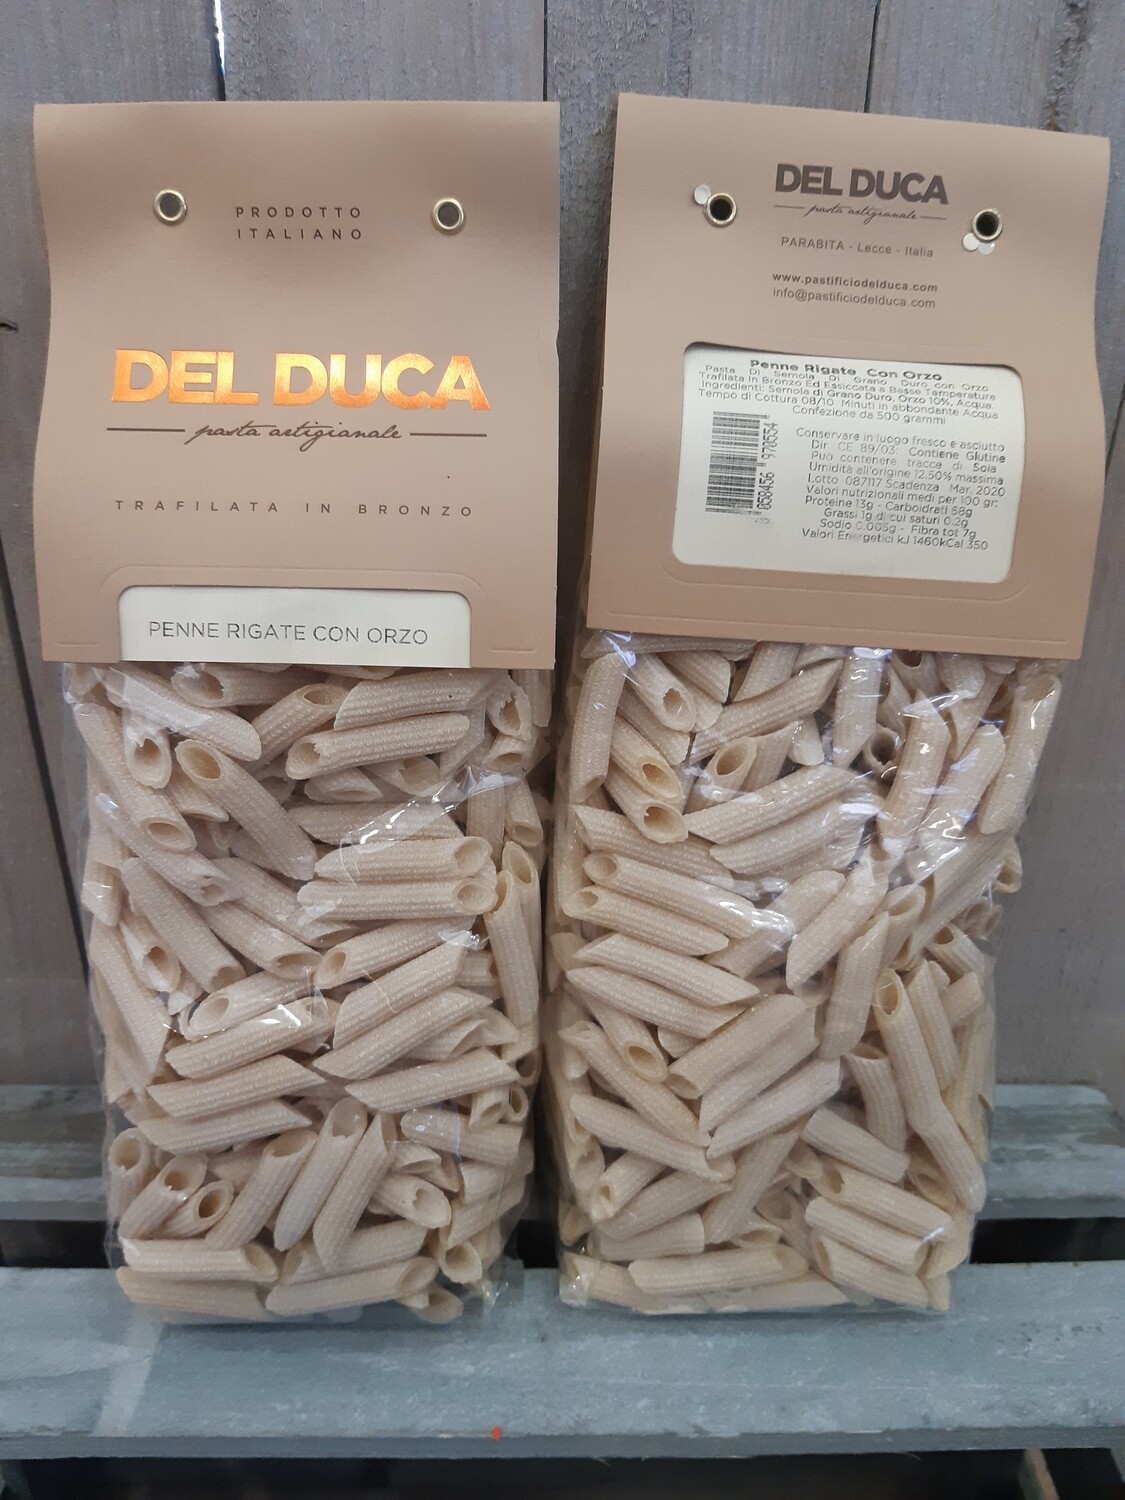 PRODOTTO
ITALIANO
DEL DUCA
pasta artigianale
TRAFILATA IN BRONZO
PENNE RIGATE CON ORZO
DEL DUCA
pasta artigianale
PARABITA - Lecce - Italia
www.pastificiodelduca.com
info@pastificiodelduca.com
Penne Rigate Con Orzo
Pasta Di Semola Di Grano Duro con Orzo
Trafilata In Bronzo Ed Essiccata a Basse Temperature
Ingredienti: Semola di Grano Duro, Orzo 10%, Acqua
Tempo di Cottura 08/10 Minuti in abbondante Acqua
Confezione da 500 grammi
Conservare in luogo fresco e asciutto
Dir. CE 89/03: Contiene Glutine
Può contenere tracce di Soia
Umidità all'origine 12.50% massima
Lotto 087117 Scadenza Mar. 2020
Valori nutrizionali medi per 100 gr:
Proteine 13g - Carboidrati 68g
Grassi 1g di cui saturi 0.2g
Sodio 0.005g - Fibra tot 7g
Valori Energetici kJ 1460kCal 350
058456 970554